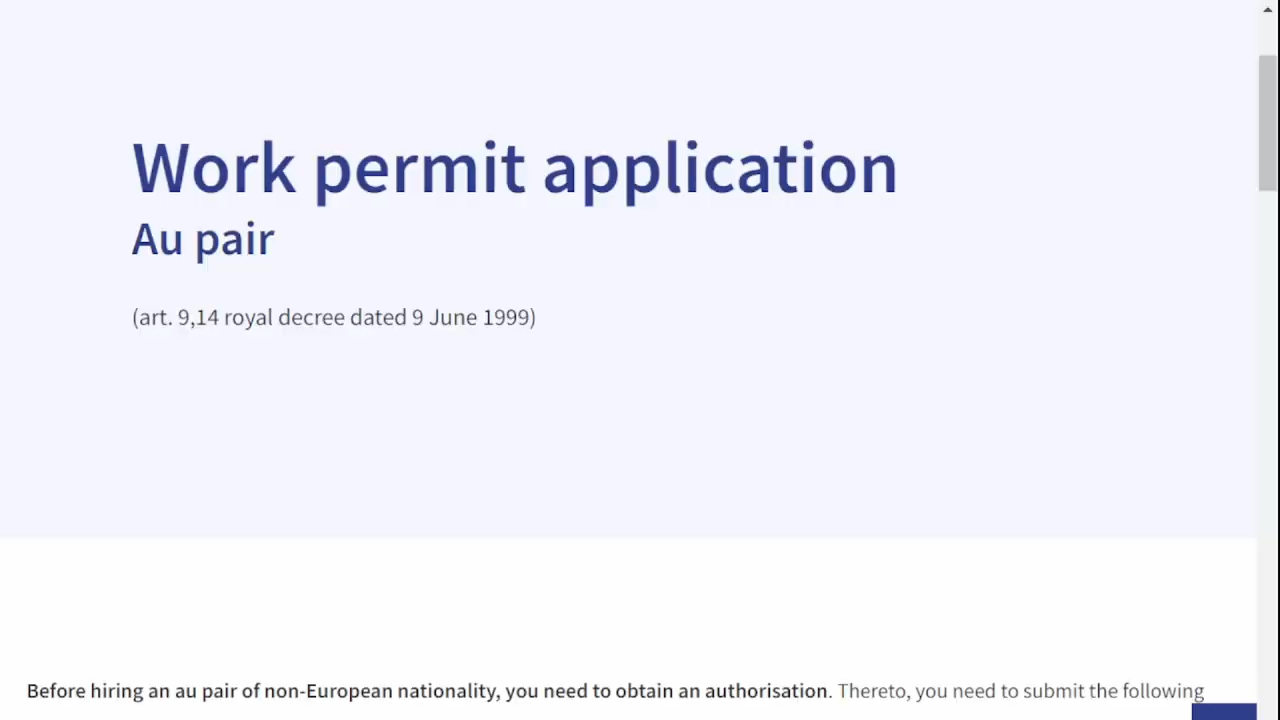 Work permit application
Au pair
(art. 9,14 royal decree dated 9 June 1999)
Before hiring an au pair of non-European nationality, you need to obtain an authorisation. Thereto, you need to submit the following